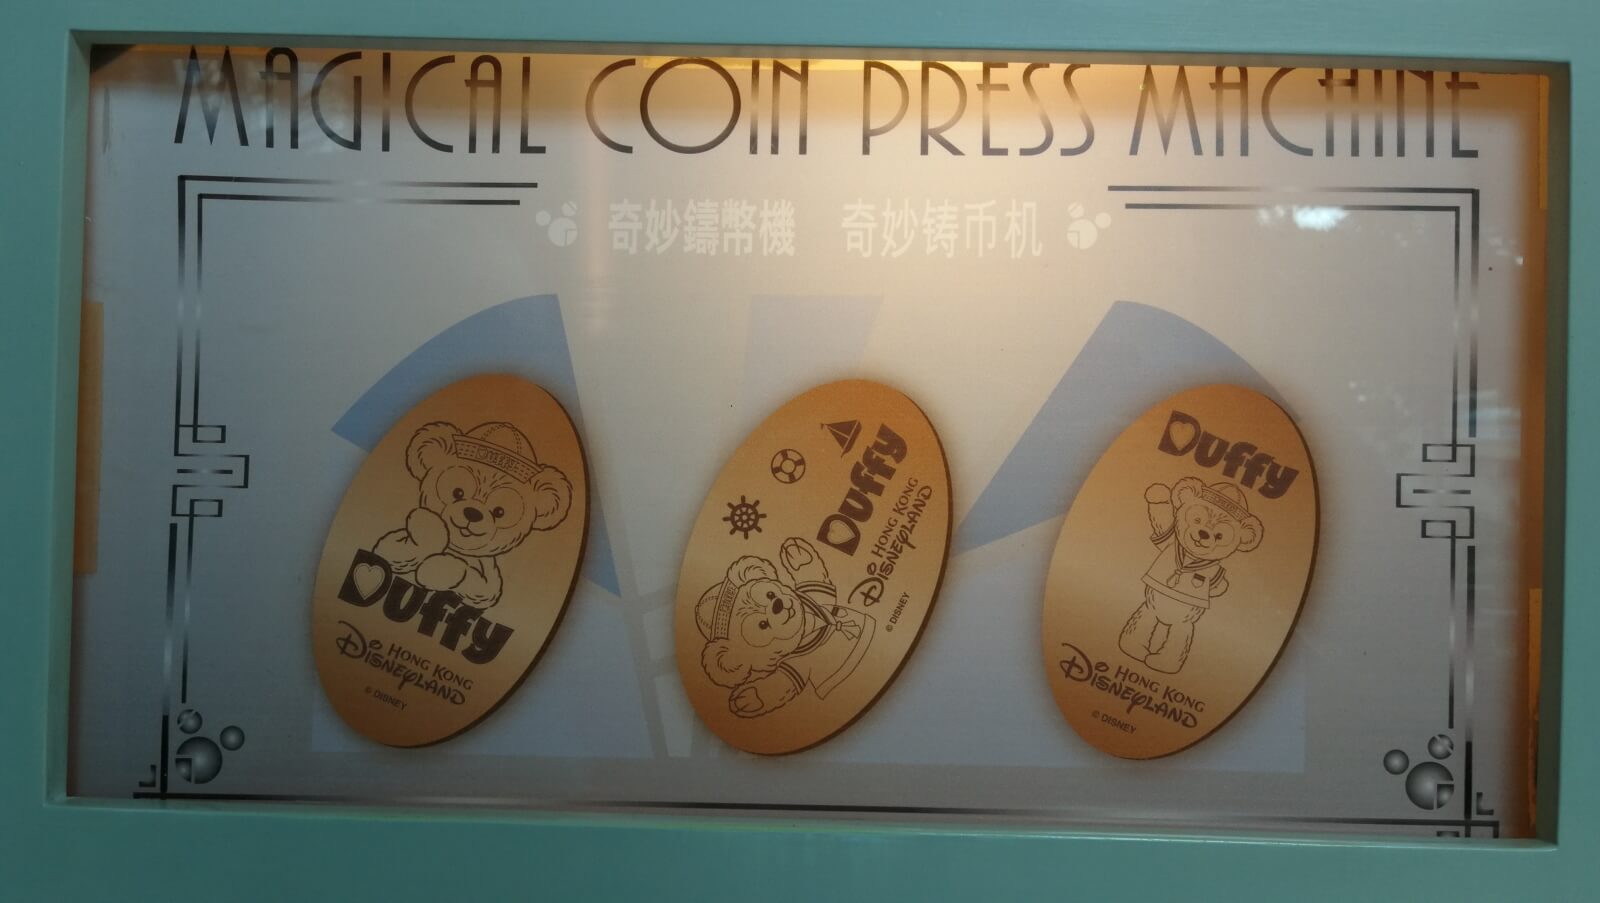 MAGICAL COIN PRESS MACHINE
奇妙鑄幣機 奇妙铸币机
DUFFY
Duffy
HONG KONG
DISNEYLAND
© DISNEY
Duffy
HONG KONG
DISNEYLAND
© DISNEY
Duffy
HONG KONG
DISNEYLAND
© DISNEY